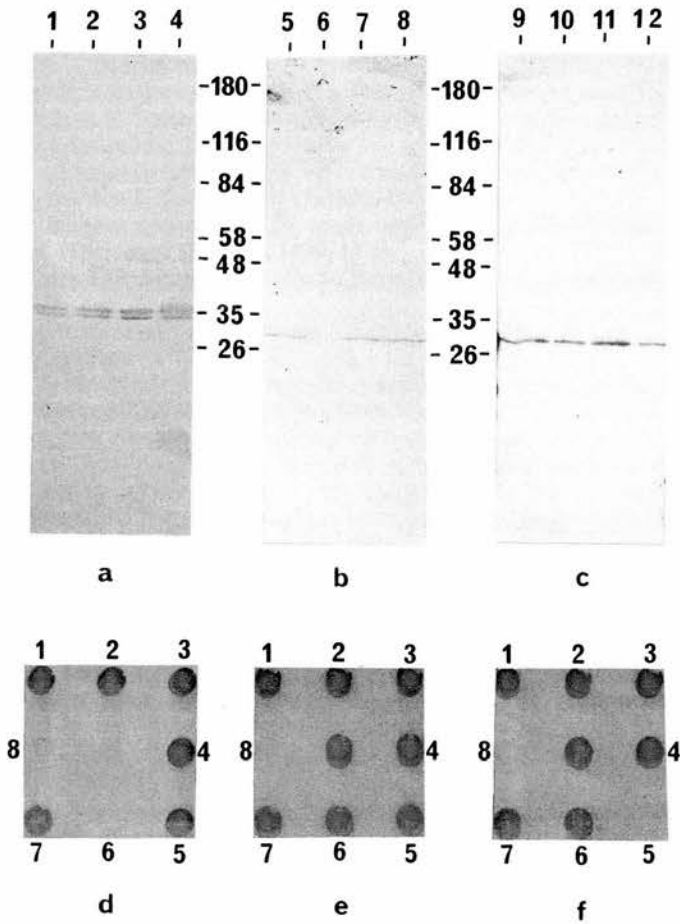 1 2 3 4 5 6 7 8 9 10 11 12
-180- -180-
-116- -116-
-84- -84-
-58- -58-
-48- -48-
-35- -35-
-26- -26-
a b c
1 2 3 1 2 3 1 2 3
8 4 8 4 8 4
7 6 5 7 6 5 7 6 5
d e f